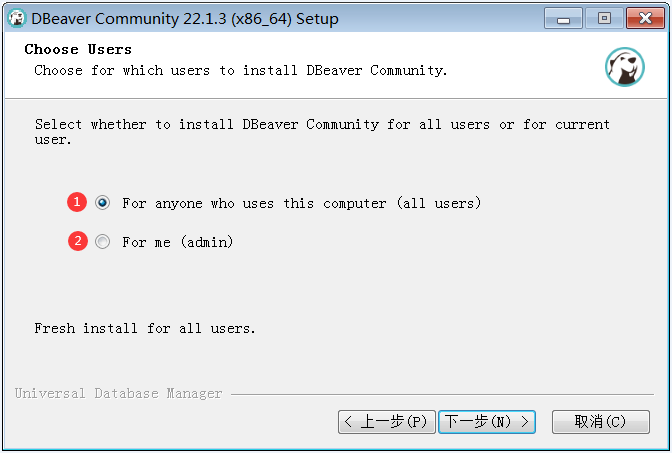 DBeaver Community 22.1.3 (x86_64) Setup
Choose Users
Choose for which users to install DBeaver Community.
Select whether to install DBeaver Community for all users or for current
user.
1 For anyone who uses this computer (all users)
2 For me (admin)
Fresh install for all users.
Universal Database Manager
< 上一步(P) 下一步(N) > 取消(C)